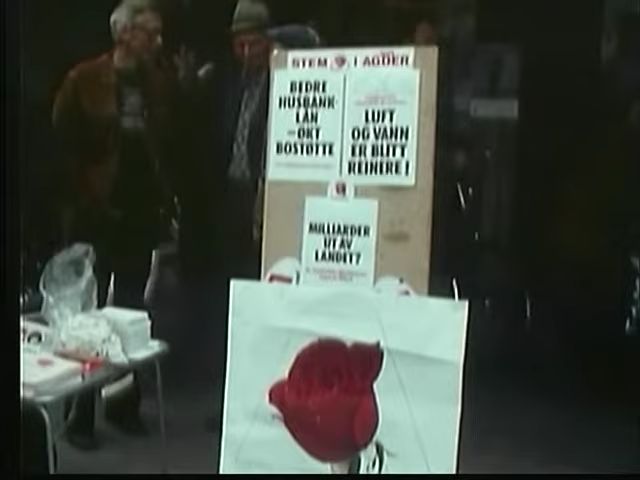 STEM I AGDER
BEDRE
HUSBANK-
LÅN
-ØKT
BOSTØTTE
LUFT
OG VANN
ER BLITT
REINERE!
MILLIARDER
UT AV
LANDET?